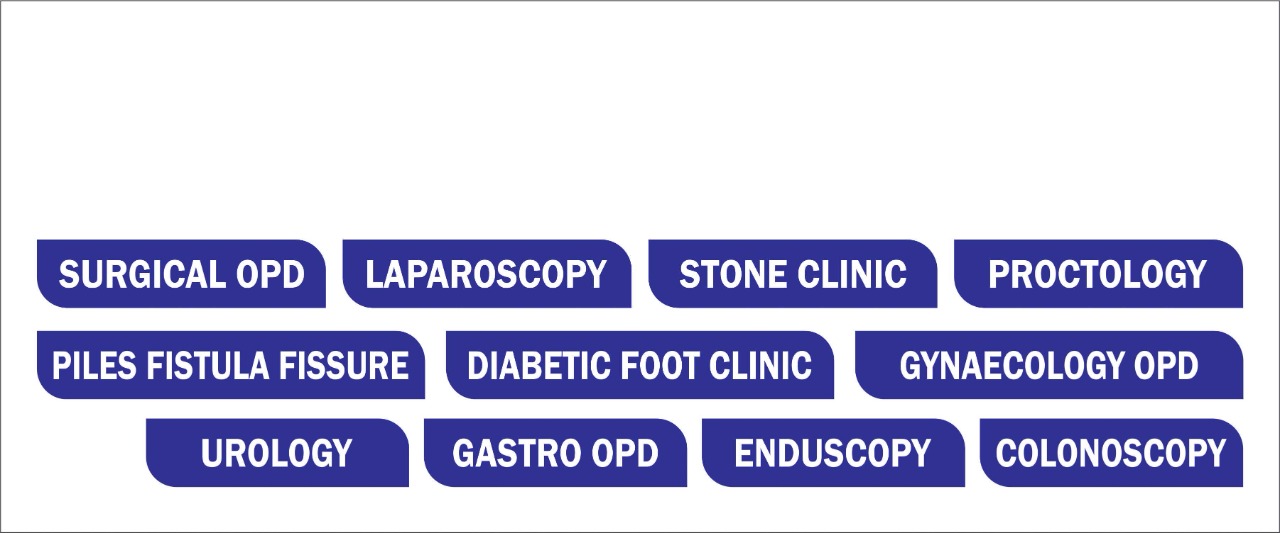 SURGICAL OPD LAPAROSCOPY STONE CLINIC PROCTOLOGY
PILES FISTULA FISSURE DIABETIC FOOT CLINIC GYNAECOLOGY OPD
UROLOGY GASTRO OPD ENDUSCOPY COLONOSCOPY